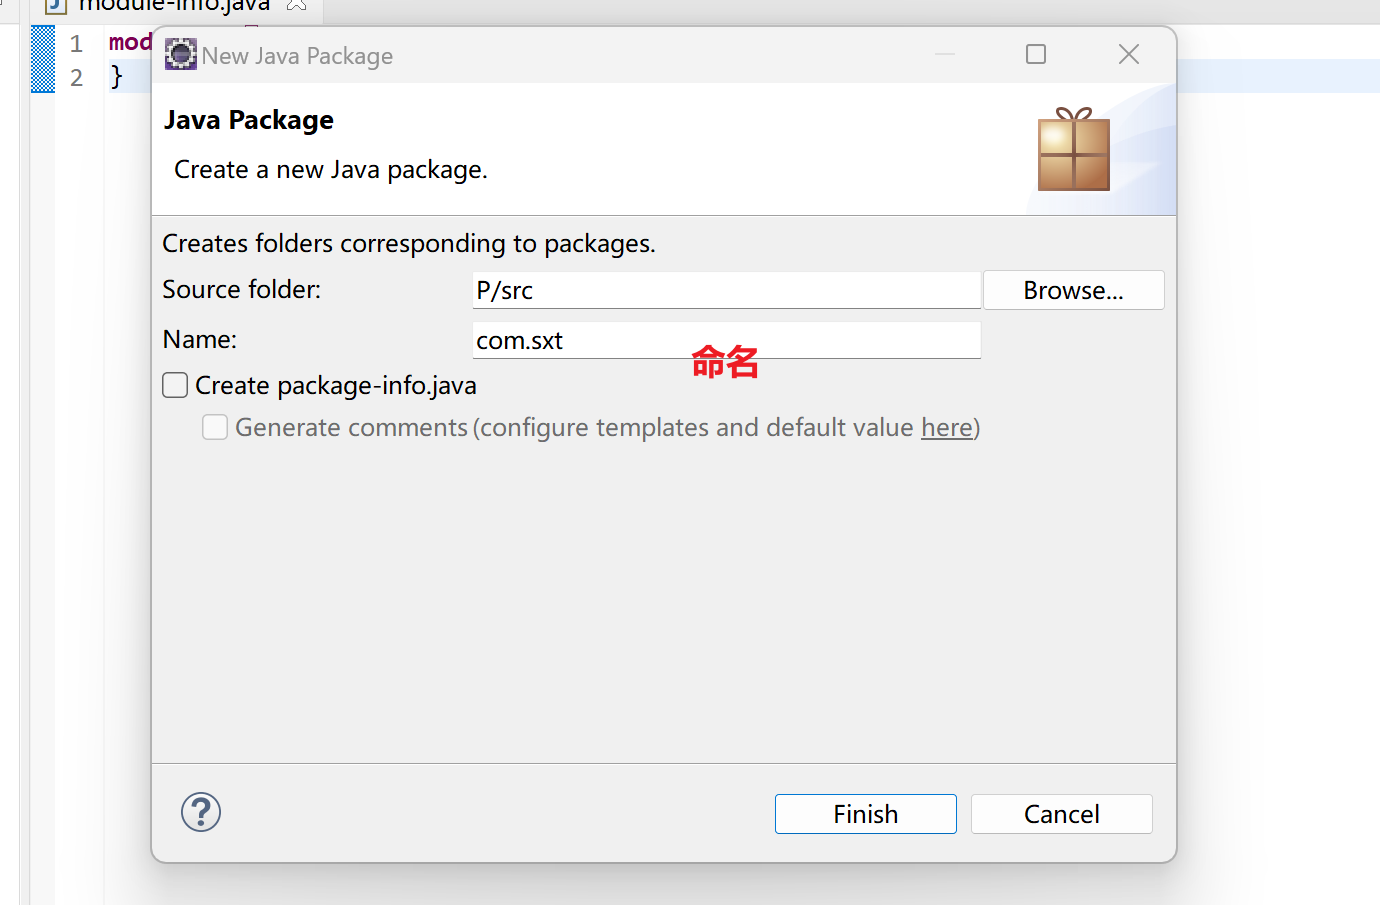 module-info.java
1 mod
2 }
New Java Package
Java Package
Create a new Java package.
Creates folders corresponding to packages.
Source folder: P/src Browse...
Name: com.sxt
命名
Create package-info.java
Generate comments (configure templates and default value here)
?
Finish Cancel